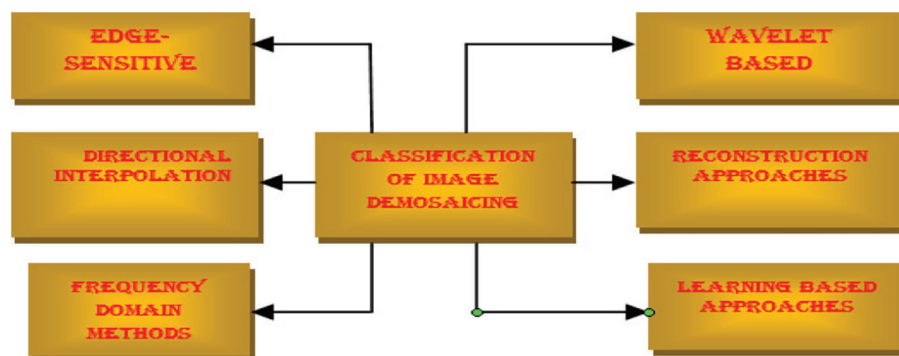 EDGE-
SENSITIVE
WAVELET
BASED
DIRECTIONAL
INTERPOLATION
CLASSIFICATION
OF IMAGE
DEMOSAICING
RECONSTRUCTION
APPROACHES
FREQUENCY
DOMAIN
METHODS
LEARNING BASED
APPROACHES